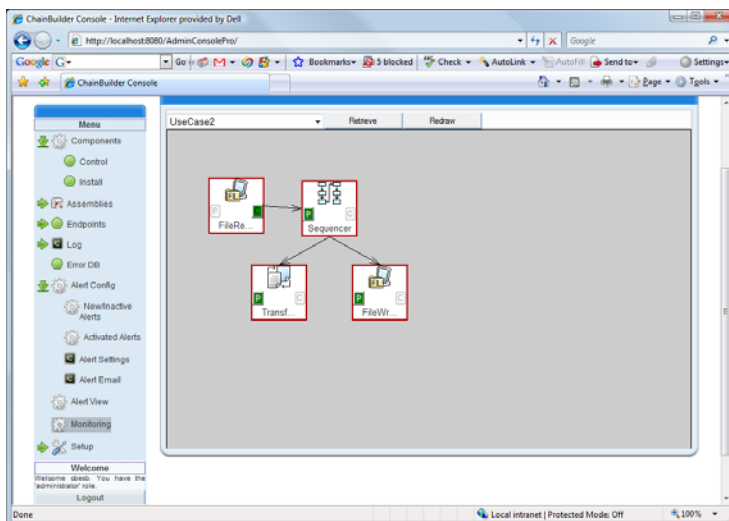 ChainBuilder Console - Internet Explorer provided by Dell
http://localhost:8080/AdminConsolePro/
Google
Google G Go Bookmarks 5 blocked Check AutoLink AutoFill Send to Settings
ChainBuilder Console Page Tools
Menu
Components
Control
Install
Assemblies
Endpoints
Log
Error DB
Alert Config
New/Inactive
Alerts
Activated Alerts
Alert Settings
Alert Email
Alert View
Monitoring
Setup
Welcome
Welcome cbesb. You have the
'administrator' role.
Logout
UseCase2 Retrieve Redraw
P C
FileRe...
P C
Sequencer
P C
Transf...
P C
FileWr...
Done Local intranet | Protected Mode: Off 100%